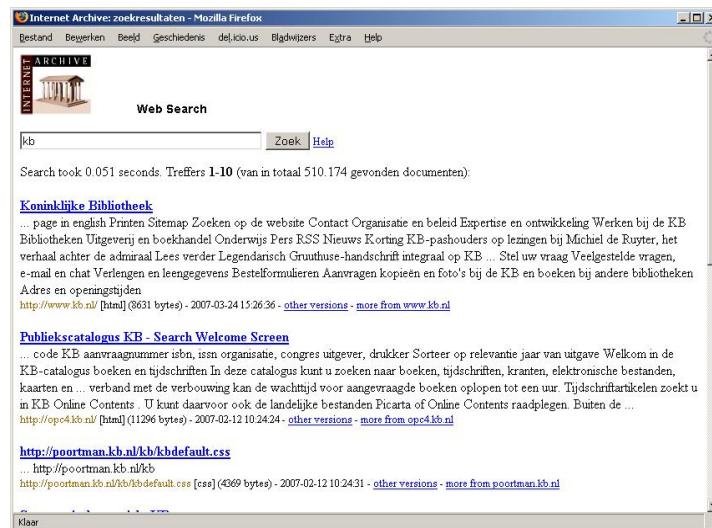 Internet Archive: zoekresultaten - Mozilla Firefox
Bestand Bewerken Beeld Geschiedenis del.icio.us Bladwijzers Extra Help
INTERNET ARCHIVE
Web Search
kb Zoek Help
Search took 0.051 seconds. Treffers 1-10 (van in totaal 510.174 gevonden documenten):
Koninklijke Bibliotheek
... page in english Printen Sitemap Zoeken op de website Contact Organisatie en beleid Expertise en ontwikkeling Werken bij de KB
Bibliotheken Uitgeverij en boekhandel Onderwijs Pers RSS Nieuws Korting KB-pashouders op lezingen bij Michiel de Ruyter, het
verhaal achter de admiraal Lees verder Legendarisch Gruuthuse-handschrift integraal op KB ... Stel uw vraag Veelgestelde vragen,
e-mail en chat Verlengen en leengegevens Bestelformulieren Aanvragen kopieën en foto's bij de KB en boeken bij andere bibliotheken
Adres en openingstijden
http://www.kb.nl/ [html] (8631 bytes) - 2007-03-24 15:26:36 - other versions - more from www.kb.nl
Publiekscatalogus KB - Search Welcome Screen
... code KB aanvraagnummer isbn, issn organisatie, congres uitgever, drukker Sorteer op relevantie jaar van uitgave Welkom in de
KB-catalogus boeken en tijdschriften In deze catalogus kunt u zoeken naar boeken, tijdschriften, kranten, elektronische bestanden,
kaarten en ... verband met de verbouwing kan de wachttijd voor aangevraagde boeken oplopen tot een uur. Tijdschriftartikelen zoekt u
in KB Online Contents . U kunt daarvoor ook de landelijke bestanden Picarta of Online Contents raadplegen. Buiten de ...
http://opc4.kb.nl/ [html] (11296 bytes) - 2007-02-12 10:24:24 - other versions - more from opc4.kb.nl
http://poortman.kb.nl/kb/kbdefault.css
... http://poortman.kb.nl/kb
http://poortman.kb.nl/kb/kbdefault.css [css] (4369 bytes) - 2007-02-12 10:24:31 - other versions - more from poortman.kb.nl
Klaar